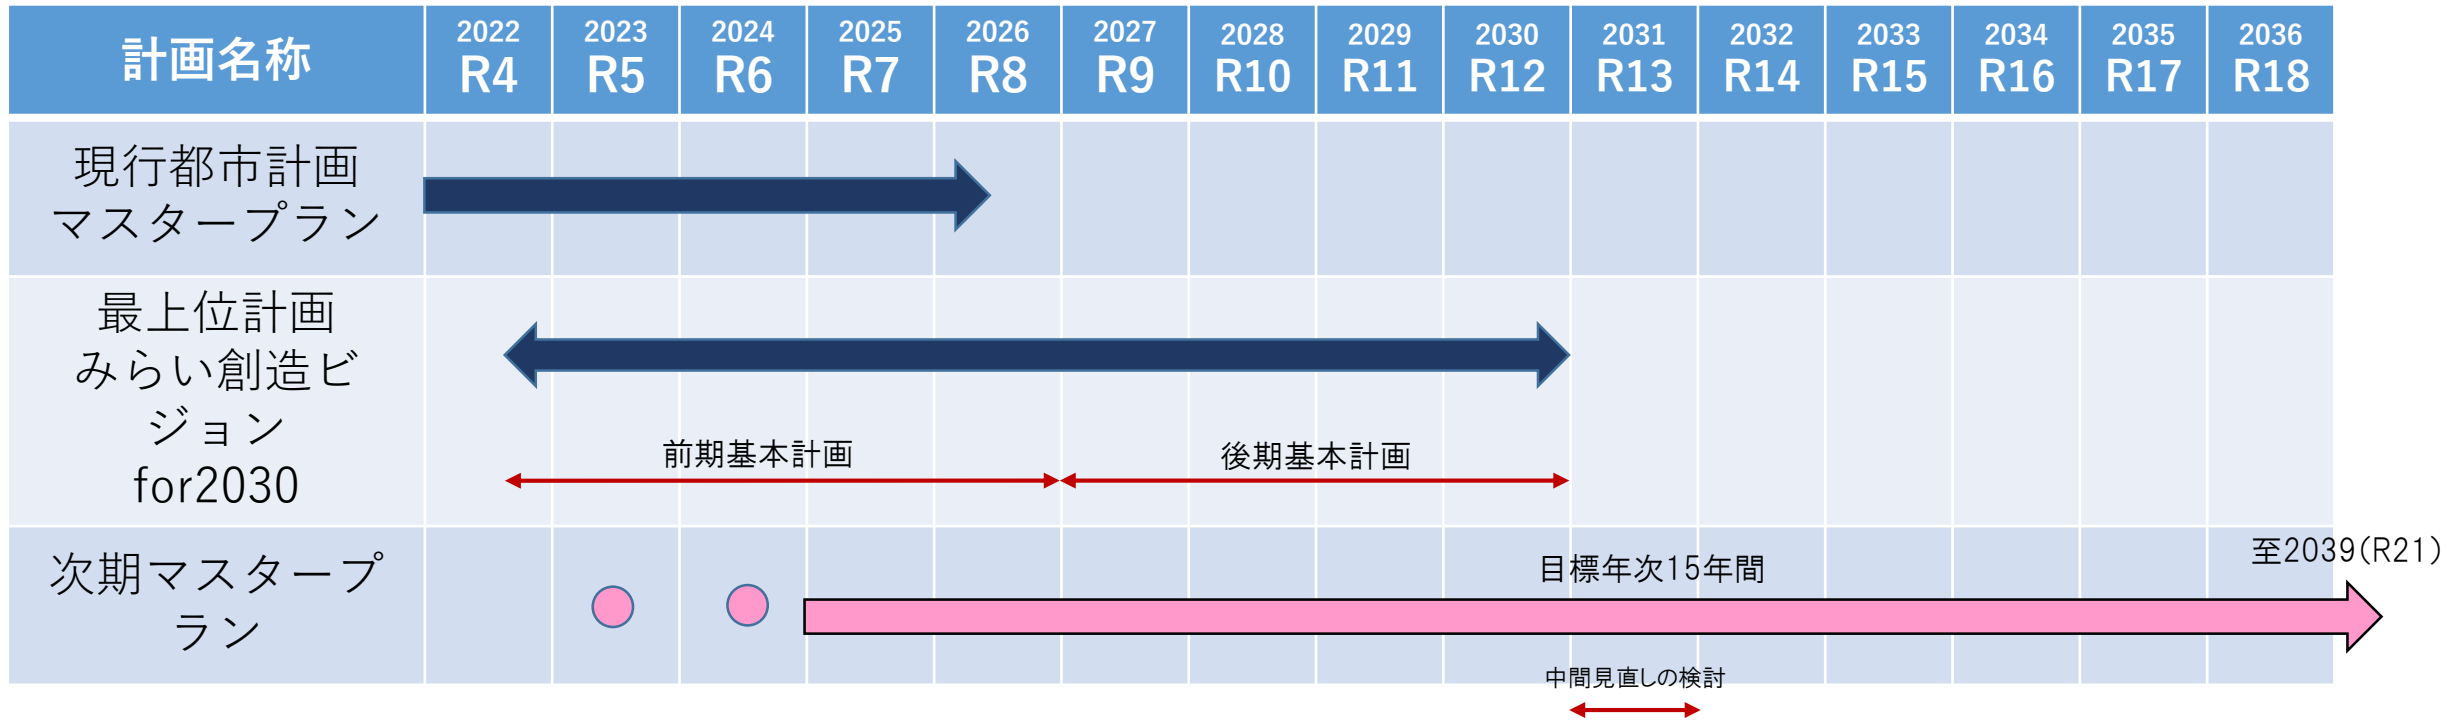 計画名称
2022 2023 2024 2025 2026 2027 2028 2029 2030 2031 2032 2033 2034 2035 2036
R4 R5 R6 R7 R8 R9 R10 R11 R12 R13 R14 R15 R16 R17 R18
現行都市計画
マスタープラン
最上位計画
みらい創造ビ
ジョン
for2030
前期基本計画
後期基本計画
次期マスタープ
ラン
目標年次15年間
至2039(R21)
中間見直しの検討